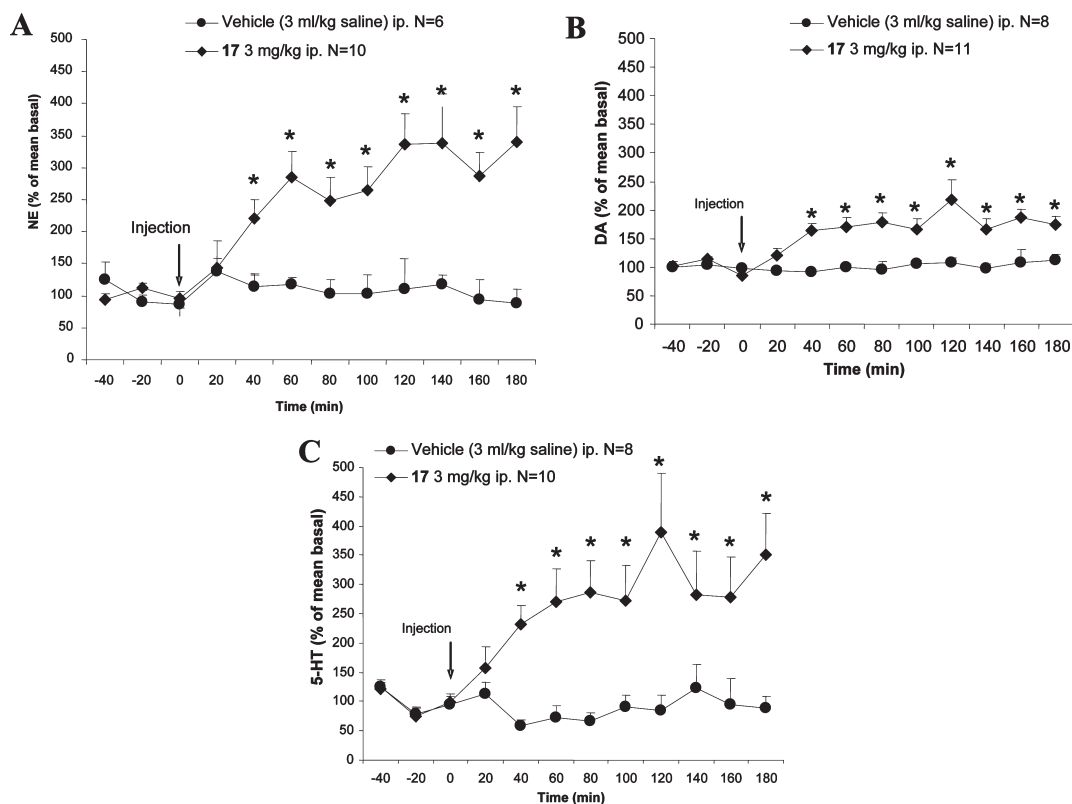 A
Vehicle (3 ml/kg saline) ip. N=6
17 3 mg/kg ip. N=10
NE (% of mean basal)
500
450
400
350
300
250
200
150
100
50
0
Injection
* * * * * * * *
-40 -20 0 20 40 60 80 100 120 140 160 180
Time (min)
B
Vehicle (3 ml/kg saline) ip. N=8
17 3 mg/kg ip. N=11
DA (% of mean basal)
500
450
400
350
300
250
200
150
100
50
0
Injection
* * * * * * * *
-40 -20 0 20 40 60 80 100 120 140 160 180
Time (min)
C
Vehicle (3 ml/kg saline) ip. N=8
17 3 mg/kg ip. N=10
5-HT (% of mean basal)
500
450
400
350
300
250
200
150
100
50
0
Injection
* * * * * * * *
-40 -20 0 20 40 60 80 100 120 140 160 180
Time (min)